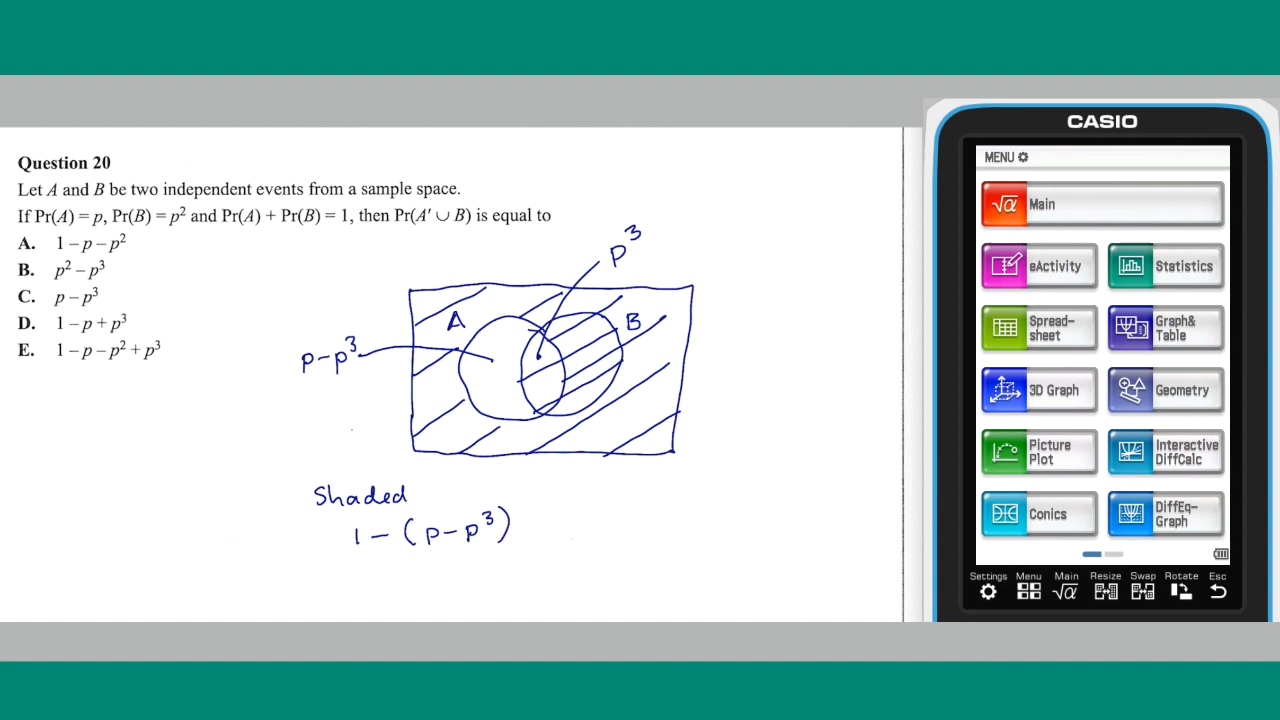 Question 20
Let A and B be two independent events from a sample space.
If Pr(A) = p, Pr(B) = p² and Pr(A) + Pr(B) = 1, then Pr(A′ ∪ B) is equal to
A. 1 − p − p²
B. p² − p³
C. p − p³
D. 1 − p + p³
E. 1 − p − p² + p³
p³
A
B
p − p³
Shaded
1 − (p − p³)
CASIO
MENU
√α Main
eActivity
Statistics
Spread-
sheet
Graph&
Table
3D Graph
Geometry
Picture
Plot
Interactive
DiffCalc
Conics
DiffEq-
Graph
Settings Menu Main Resize Swap Rotate Esc
√α